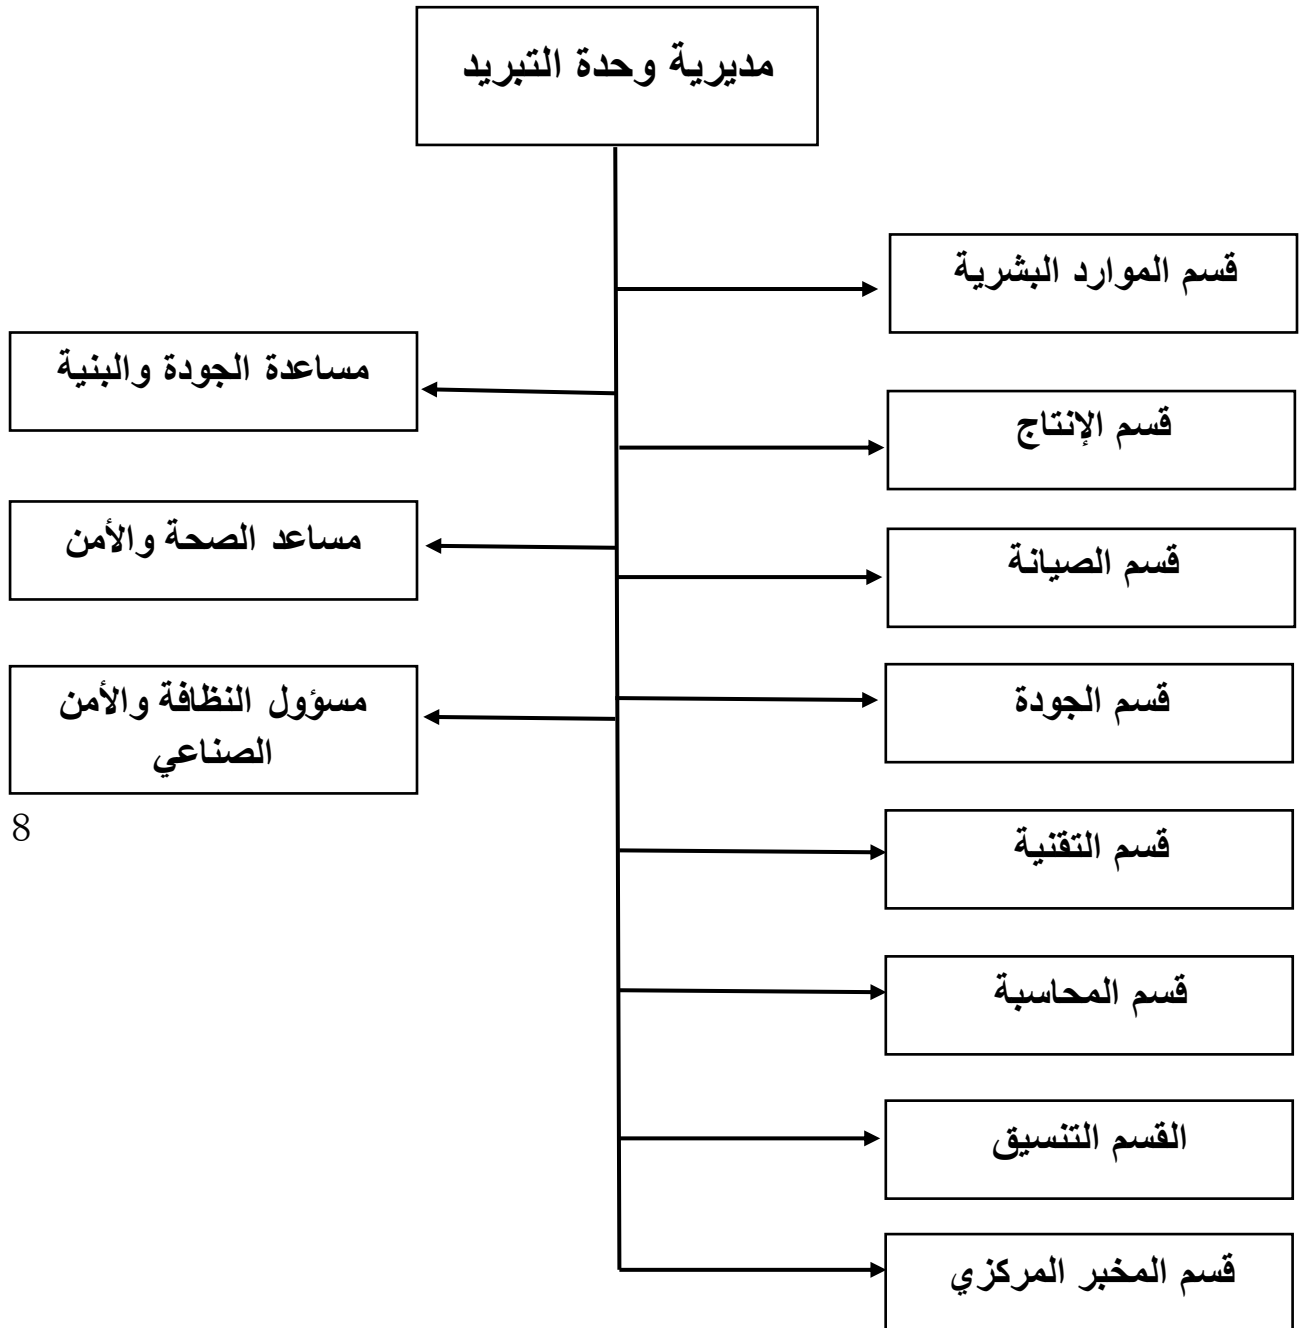 مديرية وحدة التبريد
قسم الموارد البشرية
مساعدة الجودة والبنية
قسم الإنتاج
مساعد الصحة والأمن
قسم الصيانة
مسؤول النظافة والأمن
الصناعي
قسم الجودة
8
قسم التقنية
قسم المحاسبة
القسم التنسيق
قسم المخبر المركزي